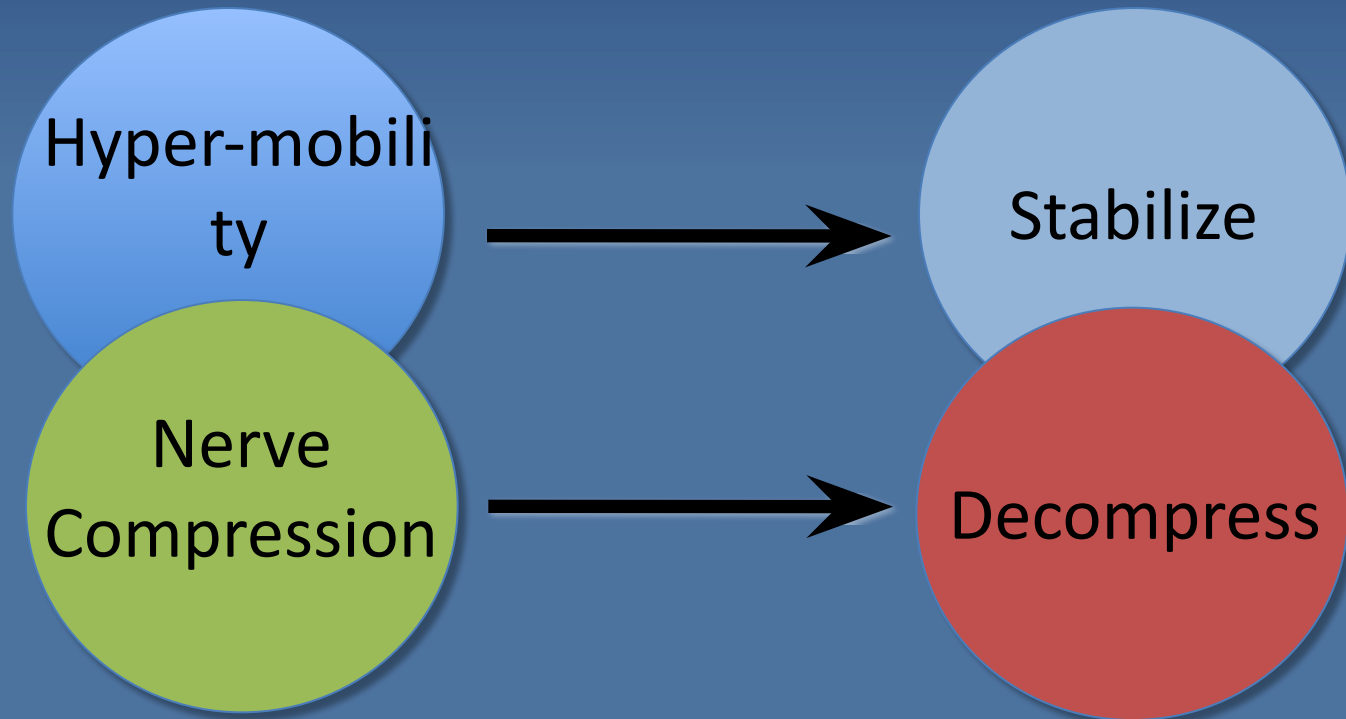 Hyper-mobili
ty
Stabilize
Nerve
Compression
Decompress